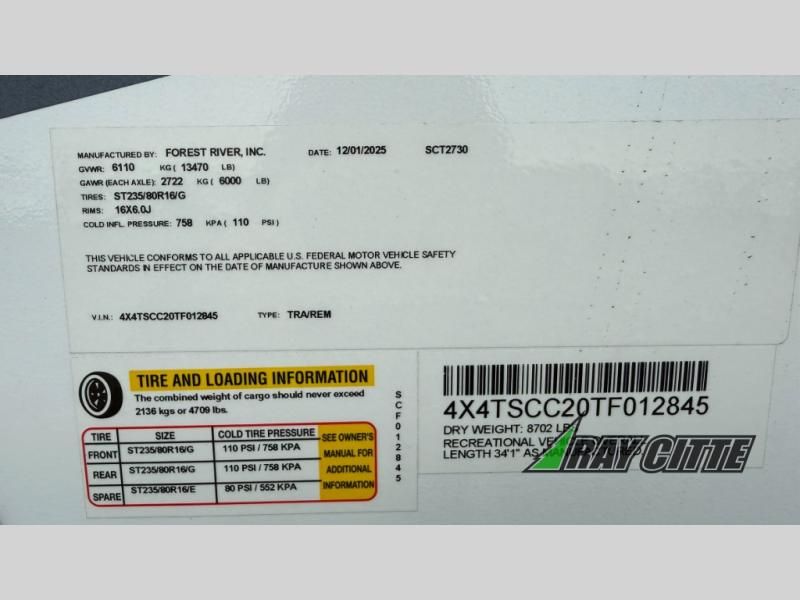 MANUFACTURED BY: FOREST RIVER, INC. DATE: 12/01/2025 SCT2730
GVWR: 6110 KG ( 13470 LB)
GAWR (EACH AXLE): 2722 KG ( 6000 LB)
TIRES: ST235/80R16/G
RIMS: 16X6.0J
COLD INFL. PRESSURE: 758 KPA ( 110 PSI )
THIS VEHICLE CONFORMS TO ALL APPLICABLE U.S. FEDERAL MOTOR VEHICLE SAFETY
STANDARDS IN EFFECT ON THE DATE OF MANUFACTURE SHOWN ABOVE.
V.I.N.: 4X4TSCC20TF012845 TYPE: TRA/REM
TIRE AND LOADING INFORMATION
The combined weight of cargo should never exceed
2136 kgs or 4709 lbs.
TIRE SIZE COLD TIRE PRESSURE
FRONT ST235/80R16/G 110 PSI / 758 KPA
REAR ST235/80R16/G 110 PSI / 758 KPA
SPARE ST235/80R16/E 80 PSI / 552 KPA
SEE OWNER'S
MANUAL FOR
ADDITIONAL
INFORMATION
SCF012845
4X4TSCC20TF012845
DRY WEIGHT: 8702
RECREATIONAL
LENGTH 34'1" AS MANUFACTURED
RAY CITTE